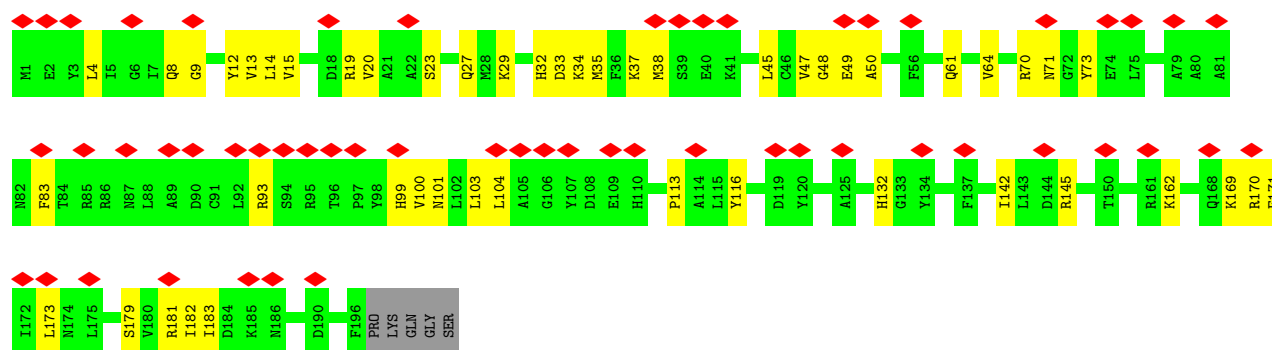 M1 E2 Y3 L4 I5 G6 I7 Q8 G9 Y12 V13 L14 V15 D18 R19 V20 A21 A22 S23 Q27 M28 K29 H32 D33 K34 M35 F36 K37 M38 S39 E40 K41 L45 C46 V47 G48 E49 A50 F56 Q61 V64 R70 N71 G72 Y73 E74 L75 A79 A80 A81
N82 F83 T84 R85 R86 N87 L88 A89 D90 C91 L92 R93 S94 R95 T96 P97 Y98 H99 V100 N101 L102 L103 L104 A105 G106 Y107 D108 E109 H110 P113 A114 L115 Y116 D119 Y120 A125 H132 G133 Y134 F137 I142 L143 D144 R145 T150 R161 K162 Q168 K169 R170 F171
I172 L173 N174 L175 S179 V180 R181 I182 I183 D184 K185 N186 D190 F196 PRO LYS GLN GLY SER